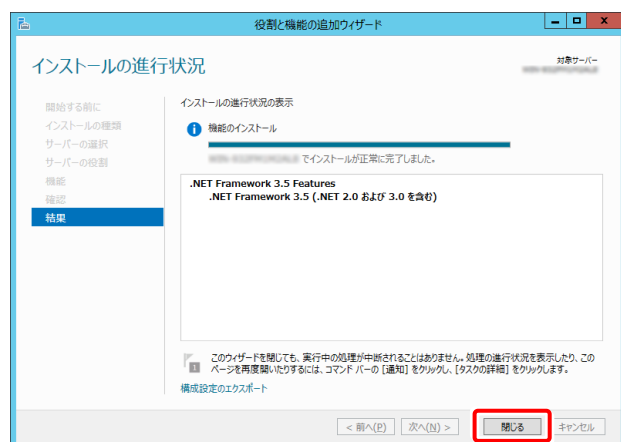 役割と機能の追加ウィザード
インストールの進行状況
対象サーバー
開始する前に
インストールの種類
サーバーの選択
サーバーの役割
機能
確認
結果
インストールの進行状況の表示
機能のインストール
でインストールが正常に完了しました。
.NET Framework 3.5 Features
.NET Framework 3.5 (.NET 2.0 および 3.0 を含む)
1
このウィザードを閉じても、実行中の処理が中断されることはありません。処理の進行状況を表示したり、この
ページを再度開いたりするには、コマンド バーの [通知] をクリックし、[タスクの詳細] をクリックします。
構成設定のエクスポート
< 前へ(P) 次へ(N) > 閉じる キャンセル